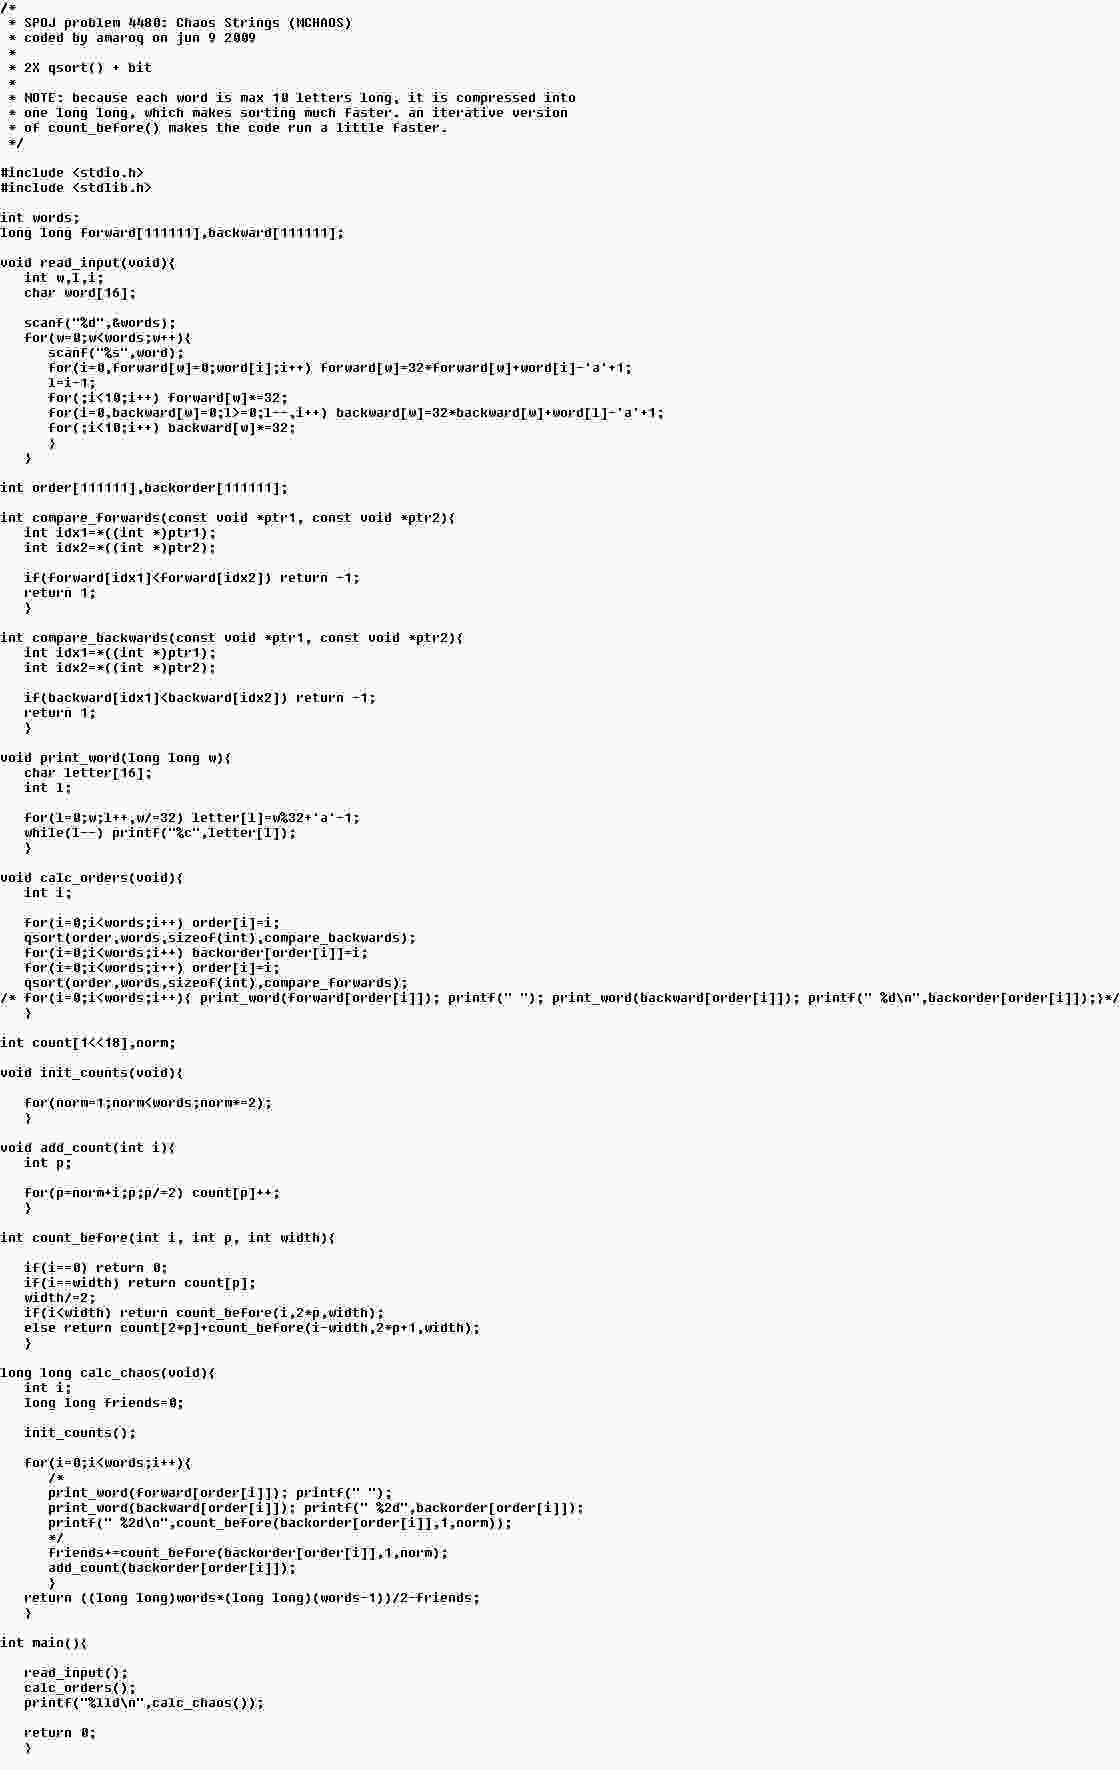 /*
 * SPOJ problem 4480: Chaos Strings (MCHAOS)
 * coded by amaroq on jun 9 2009
 *
 * 2X qsort() + bit
 *
 * NOTE: because each word is max 10 letters long, it is compressed into
 * one long long, which makes sorting much faster. an iterative version
 * of count_before() makes the code run a little faster.
 */

#include <stdio.h>
#include <stdlib.h>

int words;
long long forward[111111],backward[111111];

void read_input(void){
   int w,l,i;
   char word[16];

   scanf("%d",&words);
   for(w=0;w<words;w++){
      scanf("%s",word);
      for(i=0,forward[w]=0;word[i];i++) forward[w]=32*forward[w]+word[i]-'a'+1;
      l=i-1;
      for(;i<10;i++) forward[w]*=32;
      for(i=0,backward[w]=0;l>=0;l--,i++) backward[w]=32*backward[w]+word[l]-'a'+1;
      for(;i<10;i++) backward[w]*=32;
      }
   }

int order[111111],backorder[111111];

int compare_forwards(const void *ptr1, const void *ptr2){
   int idx1=*((int *)ptr1);
   int idx2=*((int *)ptr2);

   if(forward[idx1]<forward[idx2]) return -1;
   return 1;
   }

int compare_backwards(const void *ptr1, const void *ptr2){
   int idx1=*((int *)ptr1);
   int idx2=*((int *)ptr2);

   if(backward[idx1]<backward[idx2]) return -1;
   return 1;
   }

void print_word(long long w){
   char letter[16];
   int l;

   for(l=0;w;l++,w/=32) letter[l]=w%32+'a'-1;
   while(l--) printf("%c",letter[l]);
   }

void calc_orders(void){
   int i;

   for(i=0;i<words;i++) order[i]=i;
   qsort(order,words,sizeof(int),compare_backwards);
   for(i=0;i<words;i++) backorder[order[i]]=i;
   for(i=0;i<words;i++) order[i]=i;
   qsort(order,words,sizeof(int),compare_forwards);
/* for(i=0;i<words;i++){ print_word(forward[order[i]]); printf(" "); print_word(backward[order[i]]); printf(" %d\n",backorder[order[i]]);}*/
   }

int count[1<<18],norm;

void init_counts(void){

   for(norm=1;norm<words;norm*=2);
   }

void add_count(int i){
   int p;

   for(p=norm+i;p;p/=2) count[p]++;
   }

int count_before(int i, int p, int width){

   if(i==0) return 0;
   if(i==width) return count[p];
   width/=2;
   if(i<width) return count_before(i,2*p,width);
   else return count[2*p]+count_before(i-width,2*p+1,width);
   }

long long calc_chaos(void){
   int i;
   long long friends=0;

   init_counts();

   for(i=0;i<words;i++){
      /*
      print_word(forward[order[i]]); printf(" ");
      print_word(backward[order[i]]); printf(" %2d",backorder[order[i]]);
      printf(" %2d\n",count_before(backorder[order[i]],1,norm));
      */
      friends+=count_before(backorder[order[i]],1,norm);
      add_count(backorder[order[i]]);
      }
   return ((long long)words*(long long)(words-1))/2-friends;
   }

int main(){

   read_input();
   calc_orders();
   printf("%lld\n",calc_chaos());

   return 0;
   }